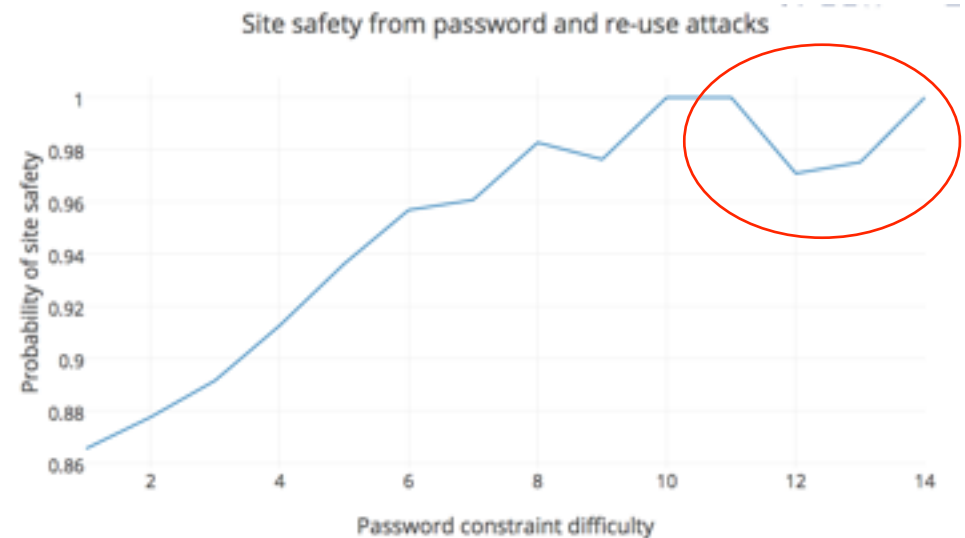 Site safety from password and re-use attacks
Probability of site safety
1
0.98
0.96
0.94
0.92
0.9
0.88
0.86
2 4 6 8 10 12 14
Password constraint difficulty